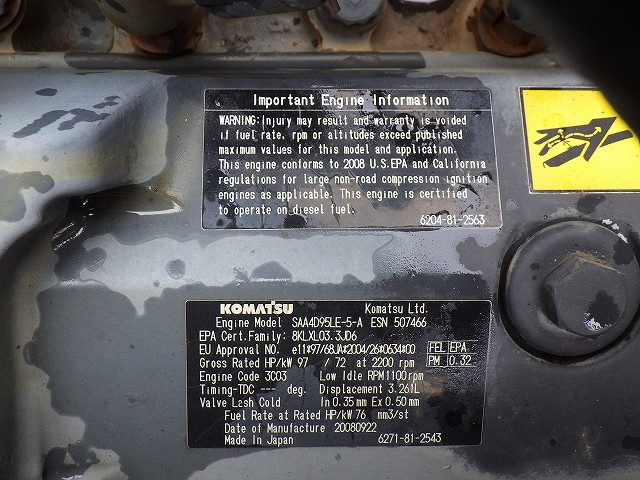 Important Engine Information
WARNING: Injury may result and warranty is voided
if fuel rate, rpm or altitudes exceed published
maximum values for this model and application.
This engine conforms to 2008 U.S.EPA and California
regulations for large non-road compression ignition
engines as applicable. This engine is certified
to operate on diesel fuel.
6204-81-2563
KOMATSU Komatsu Ltd.
Engine Model SAA4D95LE-5-A ESN 507466
EPA Cert.Family: 8KLXL03.3JD6
EU Approval NO. e11#97/68JA#2004/26#0634#00 FEL EPA
Gross Rated HP/kW 97 / 72 at 2200 rpm PM 0.32
Engine Code 3C03 Low Idle RPM1100rpm
Timing-TDC --- deg. Displacement 3.261L
Valve Lash Cold In 0.35mm Ex 0.50mm
Fuel Rate at Rated HP/kW 76 mm3/st
Date of Manufacture 20080922
Made In Japan 6271-81-2543